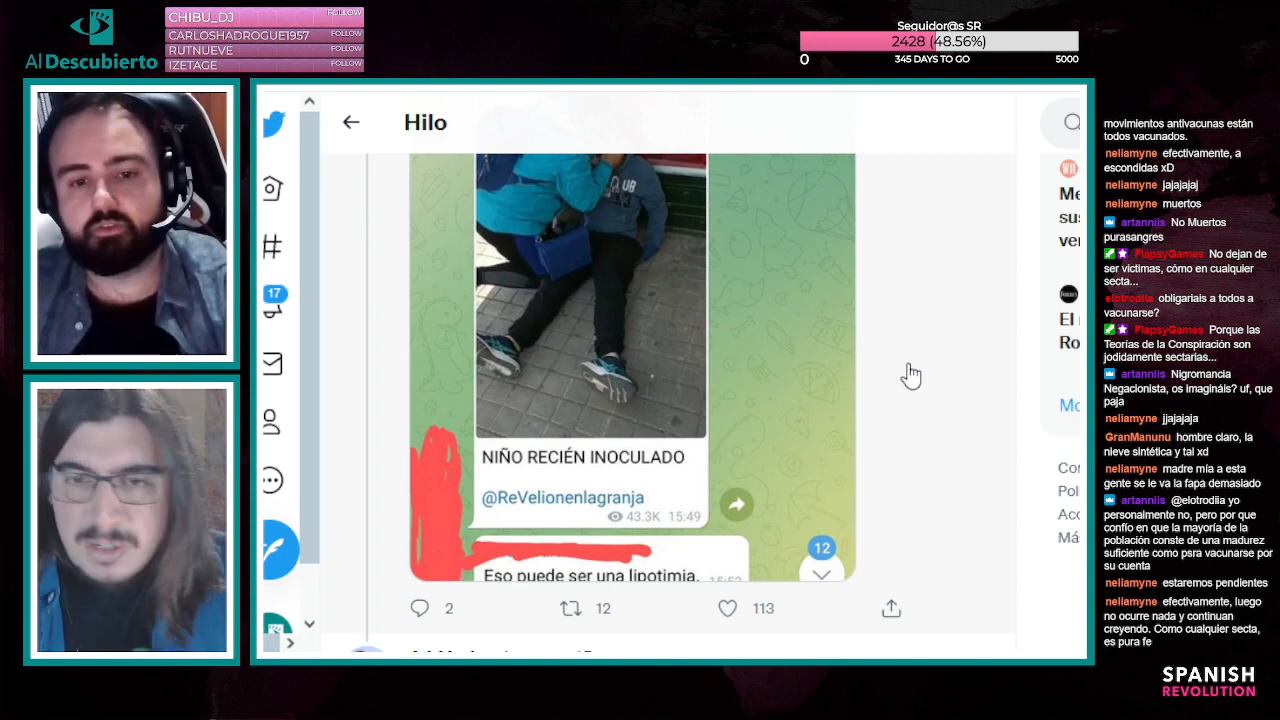 Al Descubierto
CHIBU_DJ FOLLOW
CARLOSHADROGUE1957 FOLLOW
RUTNUEVE FOLLOW
IZETAGE FOLLOW
Seguidor@s SR
2428 (48.56%)
0 345 DAYS TO GO 5000
Hilo
17
UB
NIÑO RECIÉN INOCULADO
@ReVelionenlagranja
43.3K 15:49
12
Eso puede ser una lipotimia. 15:52
2 12 113
Me
sus
ver
El
Ro
Mo
Con
Pol
Acc
Má
movimientos antivacunas están
todos vacunados.
neliamyne efectivamente, a
escondidas xD
neliamyne jajajajaj
neliamyne muertos
artanniis No Muertos
purasangres
FlapsyGames No dejan de
ser victimas, cómo en cualquier
secta...
elotrodiia obligariais a todos a
vacunarse?
FlapsyGames Porque las
Teorías de la Conspiración son
jodidamente sectarias...
artanniis Nigromancia
Negacionista, os imagináis? uf, que
paja
neliamyne jjajajaja
GranManunu hombre claro, la
nieve sintética y tal xd
neliamyne madre mía a esta
gente se le va la fapa demasiado
artanniis @elotrodiia yo
personalmente no, pero por que
confío en que la mayoría de la
población conste de una madurez
suficiente como psra vacunarse por
su cuenta
neliamyne estaremos pendientes
neliamyne efectivamente, luego
no ocurre nada y continuan
creyendo. Como cualquier secta,
es pura fe
SPANISH
REVOLUTION